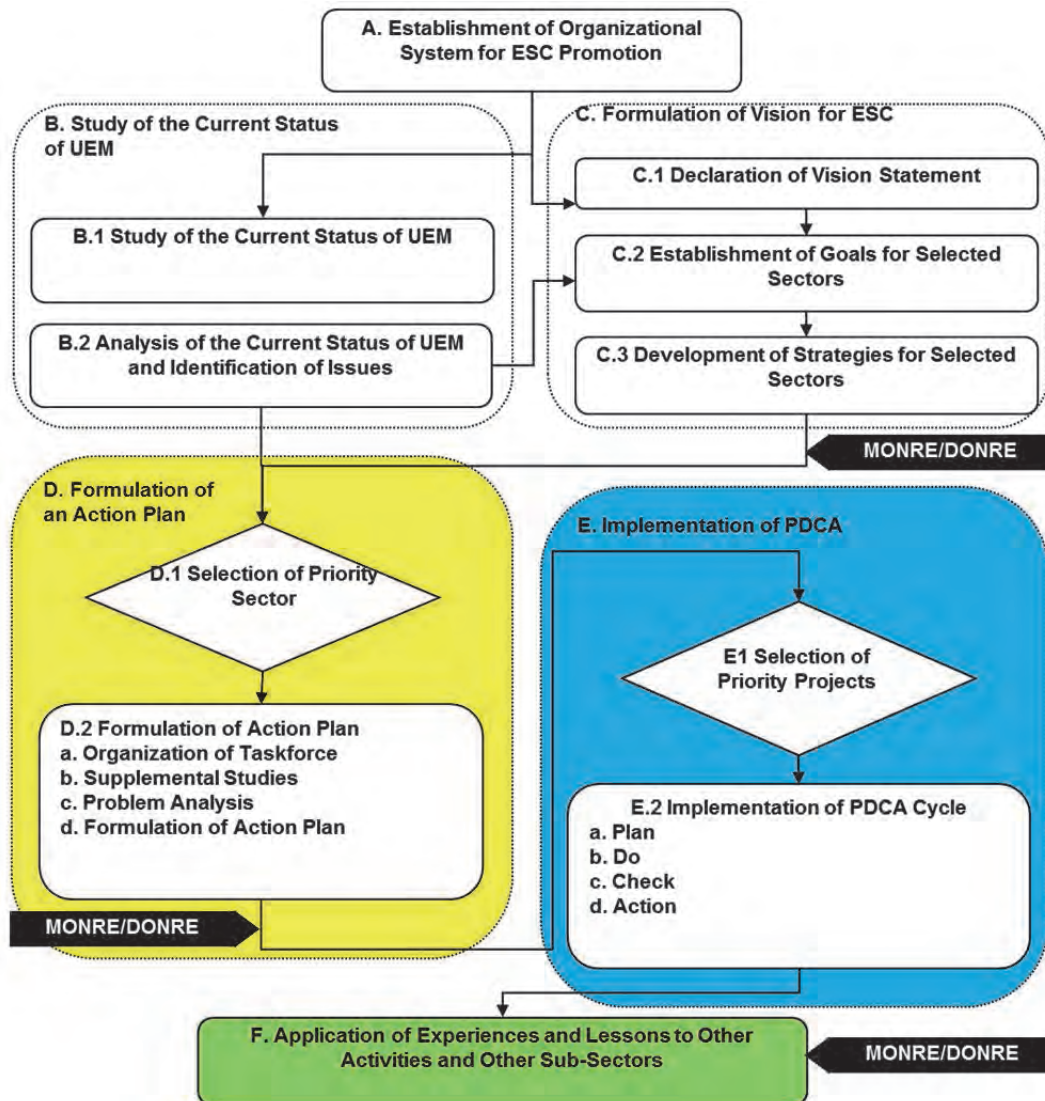 A. Establishment of Organizational
System for ESC Promotion
B. Study of the Current Status
of UEM
B.1 Study of the Current Status of UEM
B.2 Analysis of the Current Status of UEM
and Identification of Issues
C. Formulation of Vision for ESC
C.1 Declaration of Vision Statement
C.2 Establishment of Goals for Selected
Sectors
C.3 Development of Strategies for Selected
Sectors
MONRE/DONRE
D. Formulation of
an Action Plan
D.1 Selection of Priority
Sector
D.2 Formulation of Action Plan
a. Organization of Taskforce
b. Supplemental Studies
c. Problem Analysis
d. Formulation of Action Plan
MONRE/DONRE
E. Implementation of PDCA
E1 Selection of
Priority Projects
E.2 Implementation of PDCA Cycle
a. Plan
b. Do
c. Check
d. Action
F. Application of Experiences and Lessons to Other
Activities and Other Sub-Sectors
MONRE/DONRE